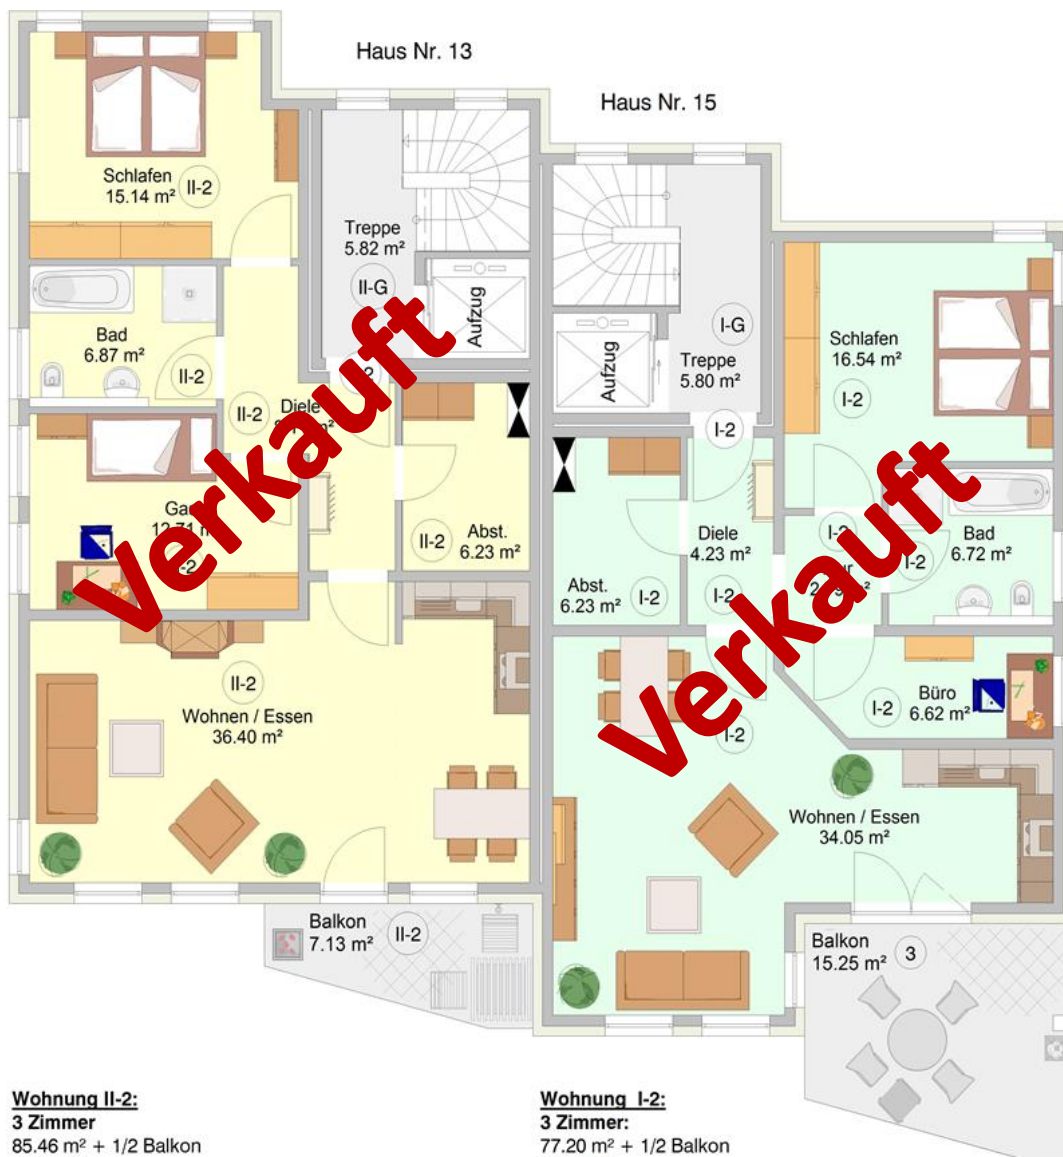 Haus Nr. 13
Haus Nr. 15
Schlafen
15.14 m²
II-2
Treppe
5.82 m²
II-G
Aufzug
Bad
6.87 m²
II-2
II-2
Diele
Abst.
6.23 m²
II-2
12.71 m²
II-2
Wohnen / Essen
36.40 m²
Balkon
7.13 m²
II-2
Verkauft
Aufzug
I-G
Treppe
5.80 m²
I-2
Schlafen
16.54 m²
I-2
Abst.
6.23 m²
I-2
Diele
4.23 m²
I-2
I-2
I-2
Bad
6.72 m²
Büro
6.62 m²
I-2
I-2
Wohnen / Essen
34.05 m²
Balkon
15.25 m²
3
Verkauft
Wohnung II-2:
3 Zimmer
85.46 m² + 1/2 Balkon
Wohnung I-2:
3 Zimmer:
77.20 m² + 1/2 Balkon